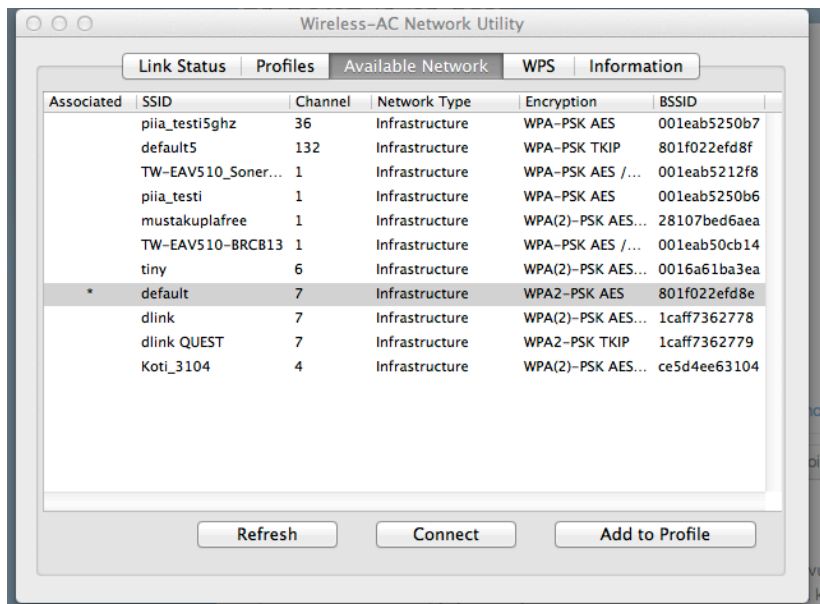 Wireless-AC Network Utility
Link Status Profiles Available Network WPS Information
Associated SSID Channel Network Type Encryption BSSID
piia_testi5ghz 36 Infrastructure WPA-PSK AES 001eab5250b7
default5 132 Infrastructure WPA-PSK TKIP 801f022efd8f
TW-EAV510_Soner... 1 Infrastructure WPA-PSK AES /... 001eab5212f8
piia_testi 1 Infrastructure WPA-PSK AES 001eab5250b6
mustakuplafree 1 Infrastructure WPA(2)-PSK AES... 28107bed6aea
TW-EAV510-BRCB13 1 Infrastructure WPA-PSK AES /... 001eab50cb14
tiny 6 Infrastructure WPA(2)-PSK AES... 0016a61ba3ea
* default 7 Infrastructure WPA2-PSK AES 801f022efd8e
dlink 7 Infrastructure WPA(2)-PSK AES... 1caff7362778
dlink QUEST 7 Infrastructure WPA2-PSK TKIP 1caff7362779
Koti_3104 4 Infrastructure WPA(2)-PSK AES... ce5d4ee63104
Refresh Connect Add to Profile